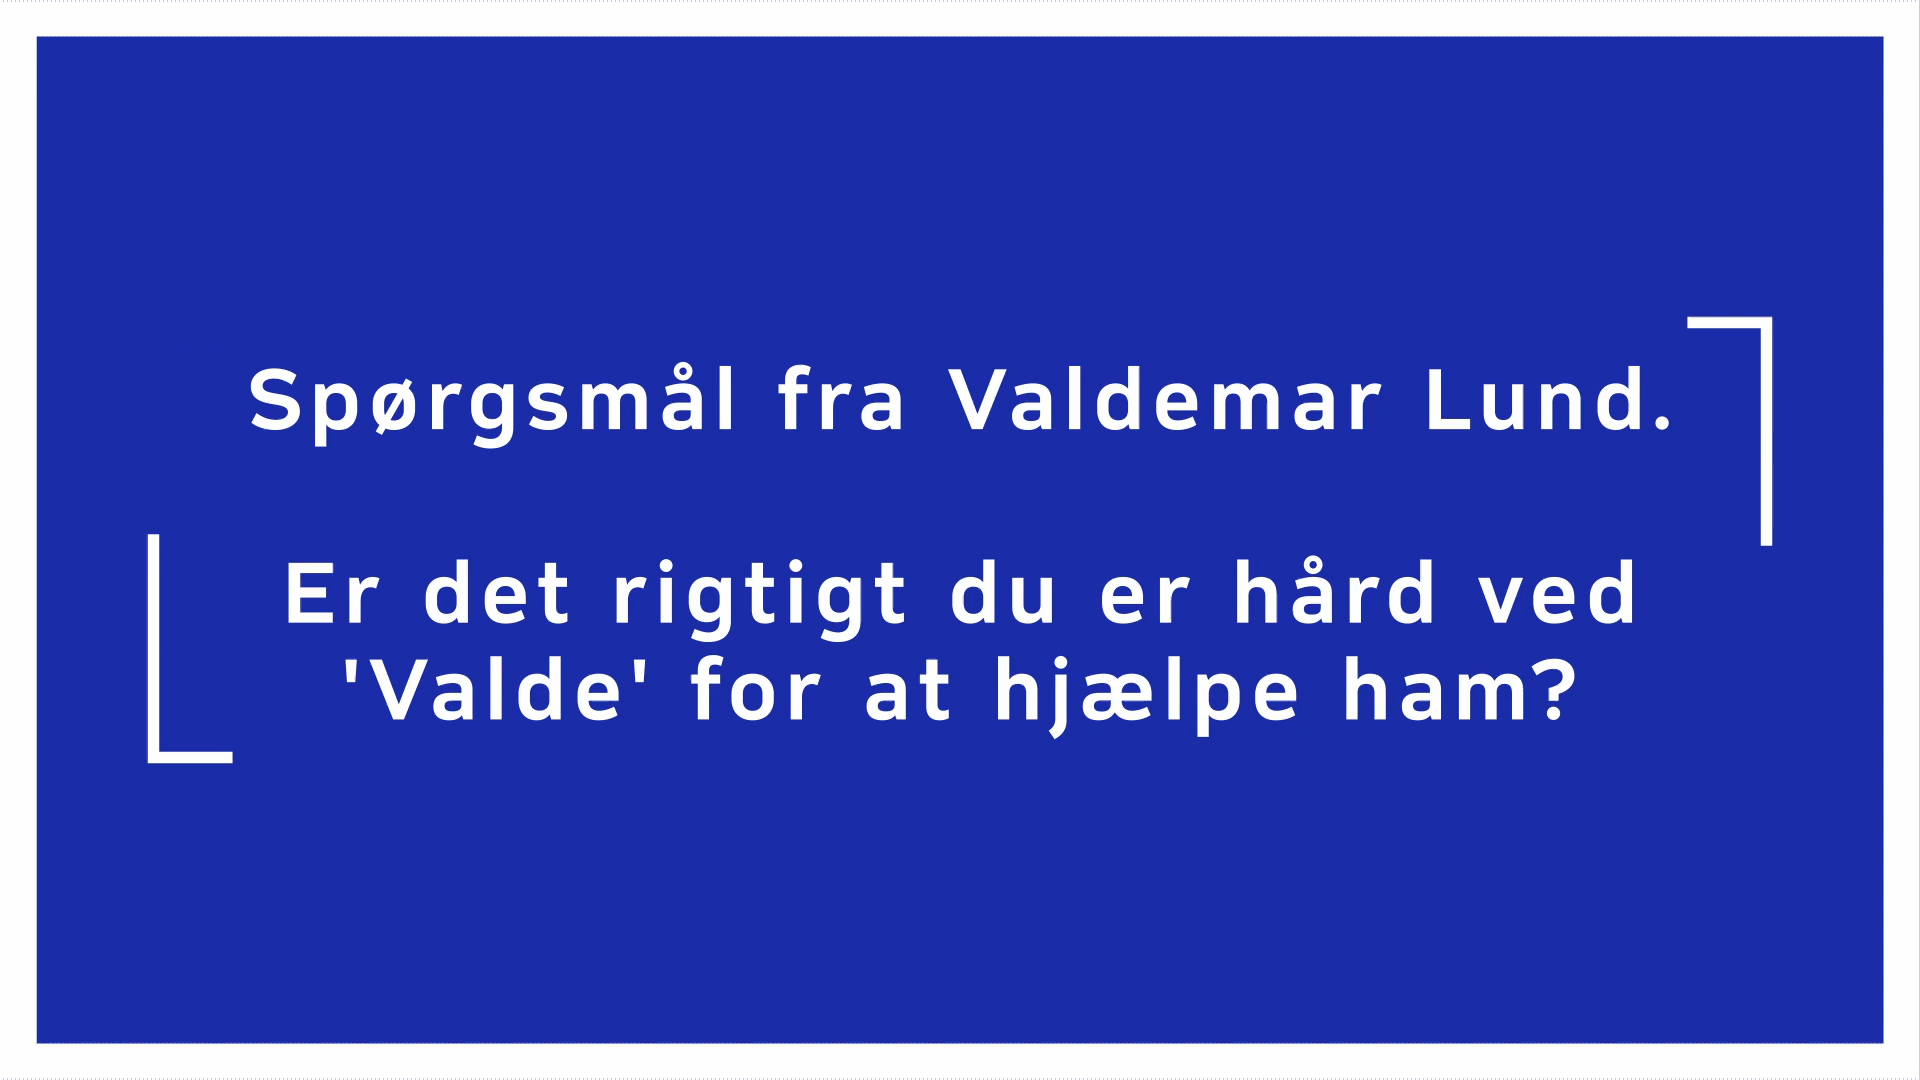 Spørgsmål fra Valdemar Lund.
Er det rigtigt du er hård ved
'Valde' for at hjælpe ham?